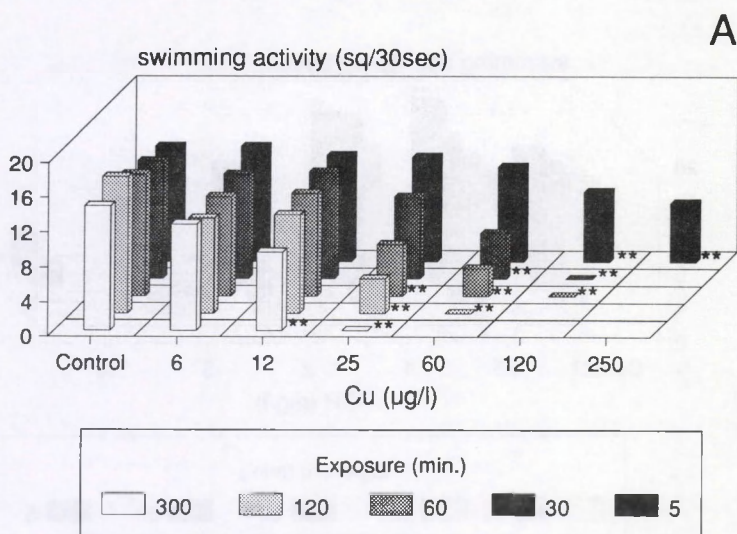 A
swimming activity (sq/30sec)
20
16
12
8
4
0
** **
** **
** **
** **
** **
Control 6 12 25 60 120 250
Cu (µg/l)
Exposure (min.)
300 120 60 30 5